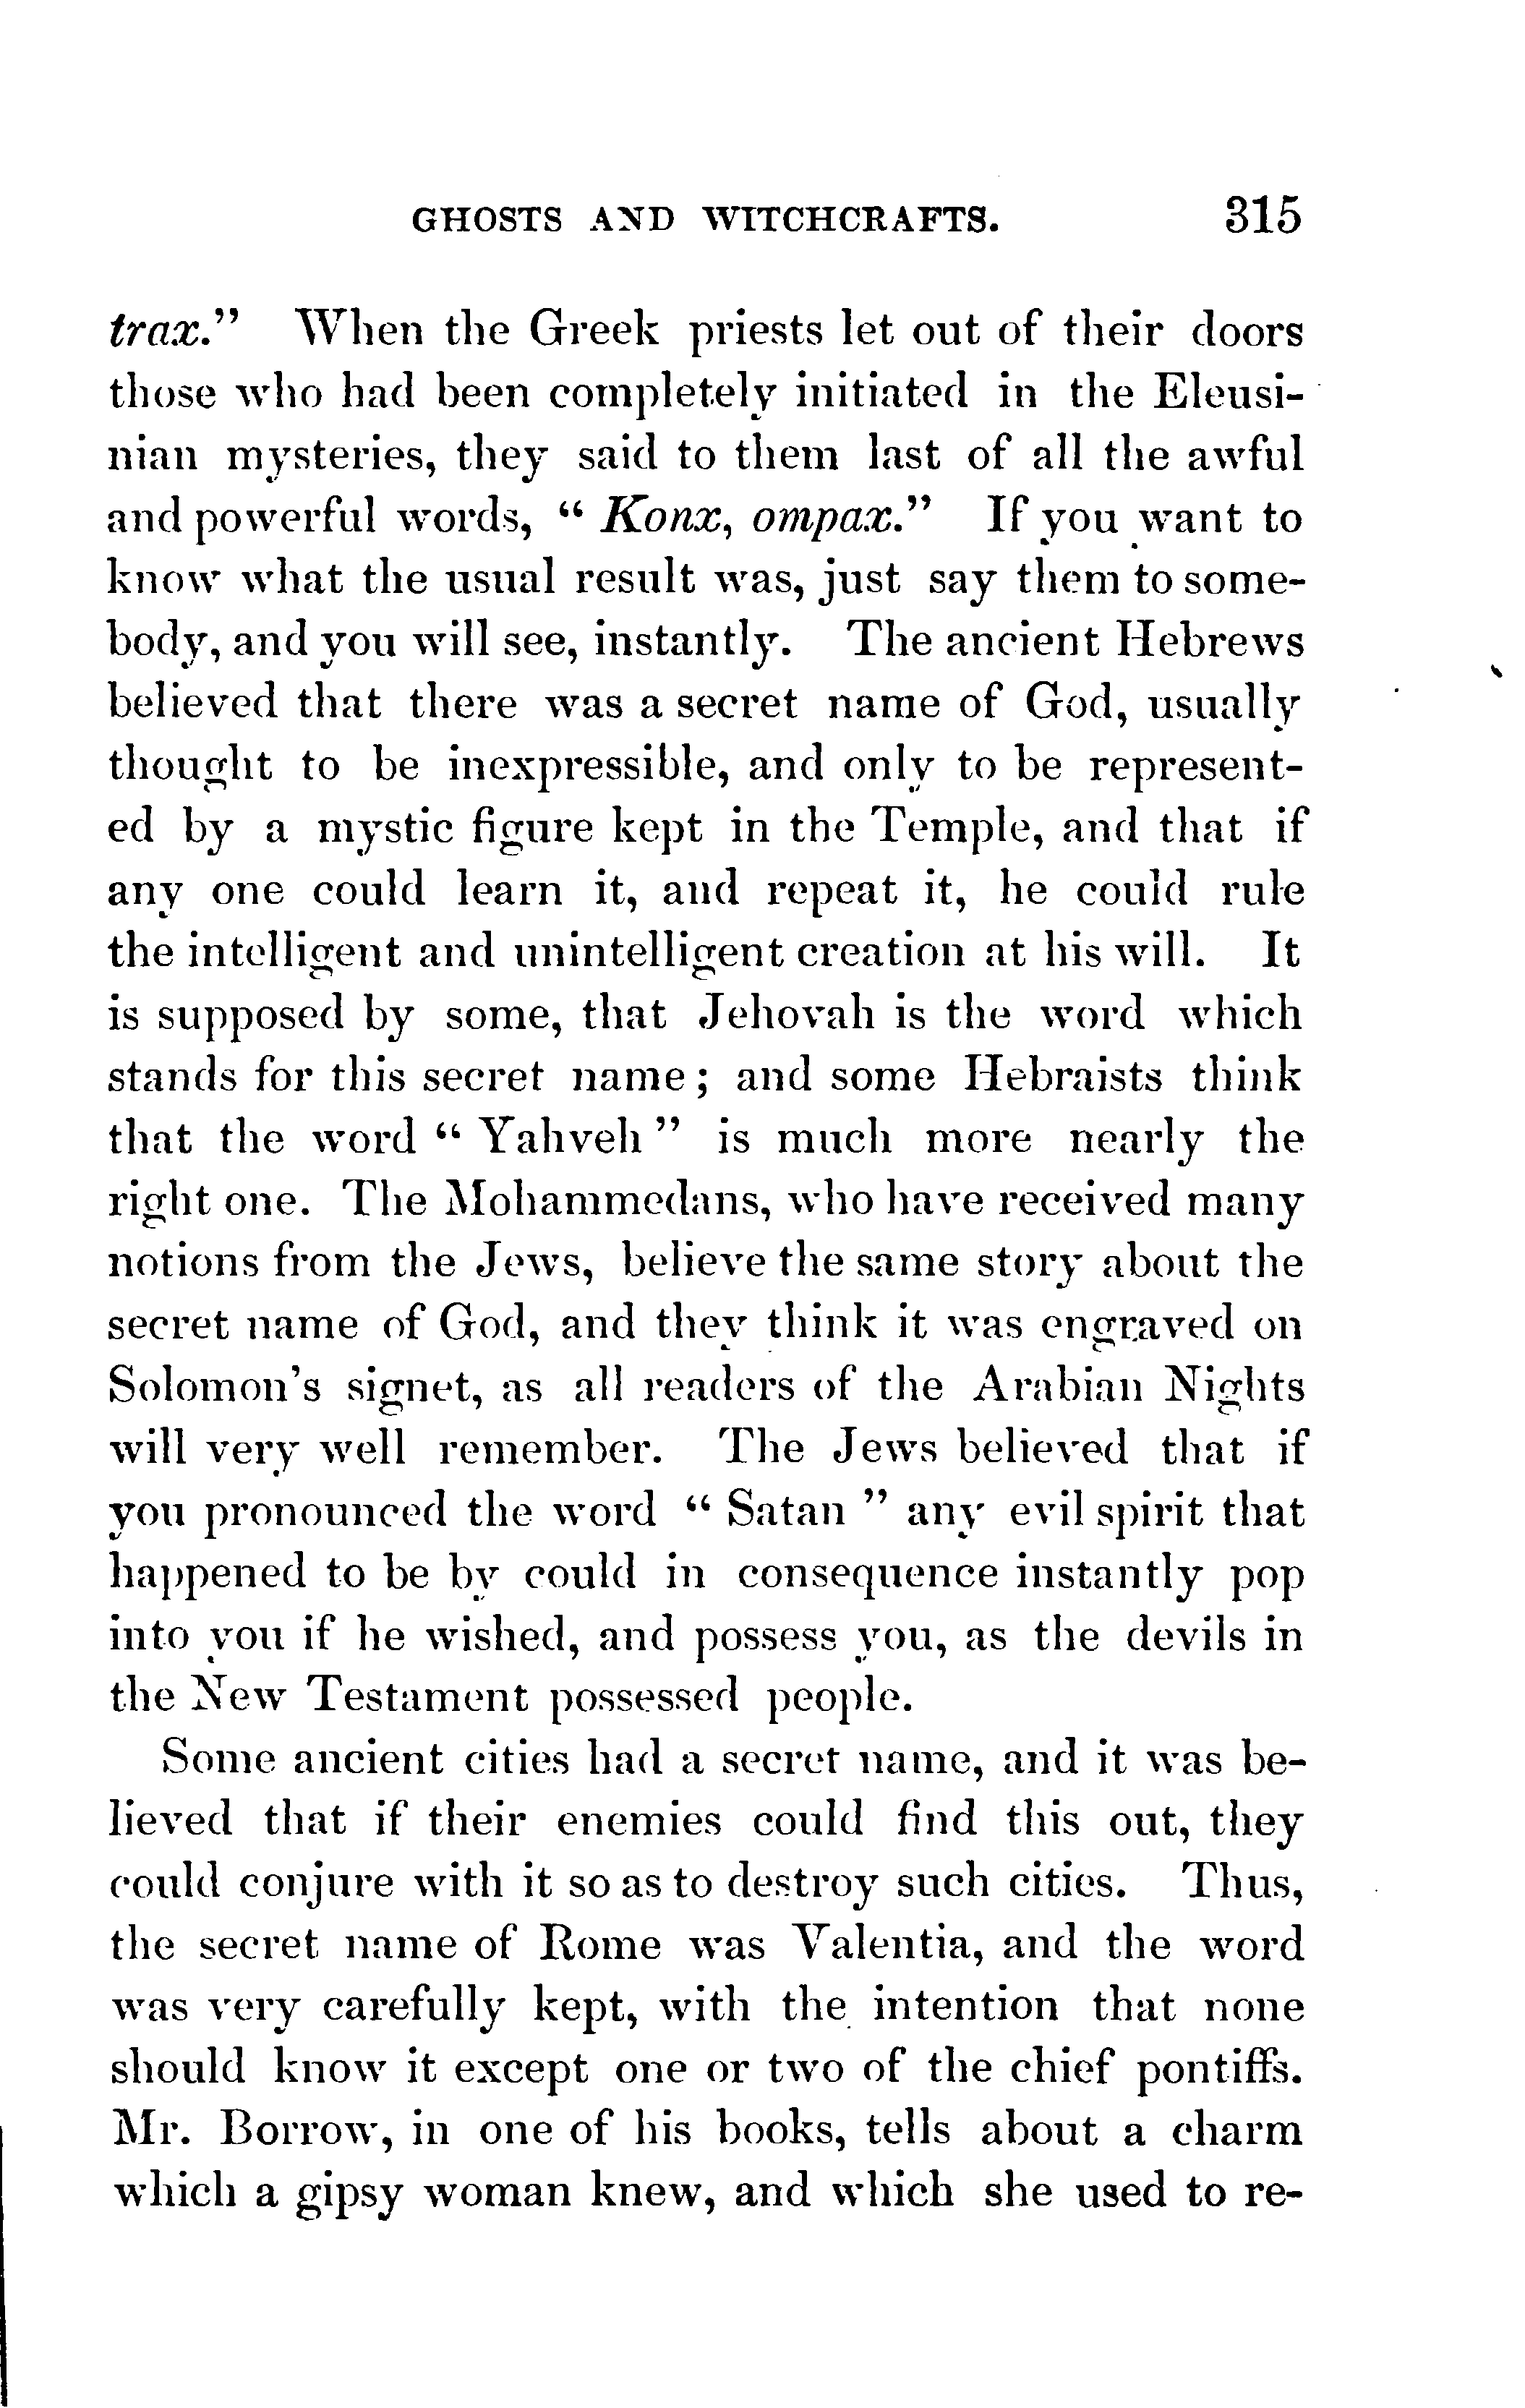 GHOSTS AND WITCHCRAFTS. 315
trax." When the Greek priests let out of their doors
those who had been completely initiated in the Eleusi-
nian mysteries, they said to them last of all the awful
and powerful words, " Konx, ompax." If you want to
know what the usual result was, just say them to some-
body, and you will see, instantly. The ancient Hebrews
believed that there was a secret name of God, usually
thought to be inexpressible, and only to be represent-
ed by a mystic figure kept in the Temple, and that if
any one could learn it, and repeat it, he could rule
the intelligent and unintelligent creation at his will. It
is supposed by some, that Jehovah is the word which
stands for this secret name; and some Hebraists think
that the word " Yahveh " is much more nearly the
right one. The Mohammedans, who have received many
notions from the Jews, believe the same story about the
secret name of God, and they think it was engraved on
Solomon's signet, as all readers of the Arabian Nights
will very well remember. The Jews believed that if
you pronounced the word " Satan " any evil spirit that
happened to be by could in consequence instantly pop
into you if he wished, and possess you, as the devils in
the New Testament possessed people.
Some ancient cities had a secret name, and it was be-
lieved that if their enemies could find this out, they
could conjure with it so as to destroy such cities. Thus,
the secret name of Rome was Valentia, and the word
was very carefully kept, with the intention that none
should know it except one or two of the chief pontiffs.
Mr. Borrow, in one of his books, tells about a charm
which a gipsy woman knew, and which she used to re-